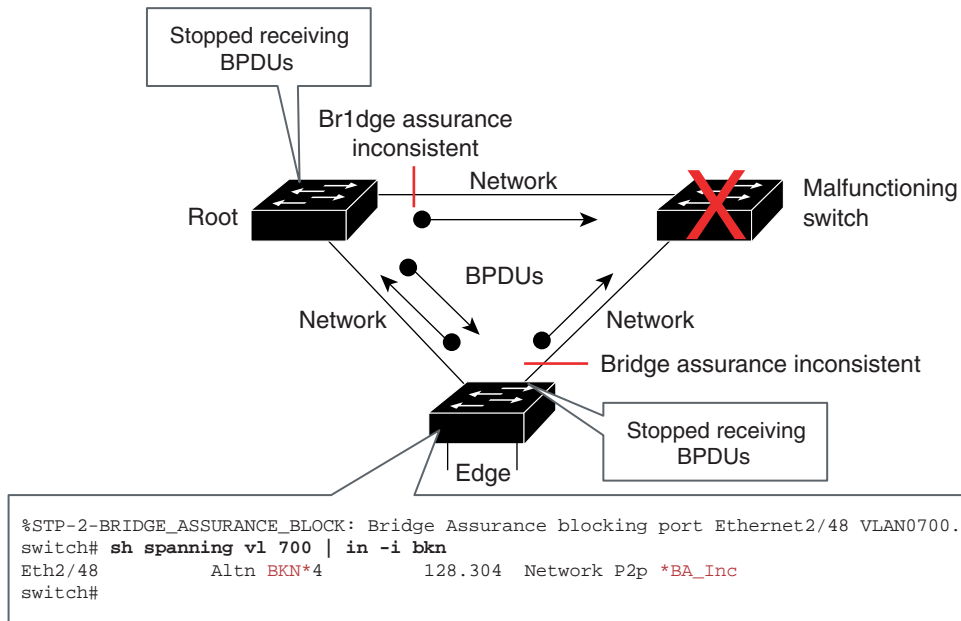 Stopped receiving
BPDUs
Br1dge assurance
inconsistent
Network
Root
Malfunctioning
switch
BPDUs
Network
Network
Bridge assurance inconsistent
Stopped receiving
BPDUs
Edge
%STP-2-BRIDGE_ASSURANCE_BLOCK: Bridge Assurance blocking port Ethernet2/48 VLAN0700.
switch# sh spanning vl 700 | in -i bkn
Eth2/48 Altn BKN*4 128.304 Network P2p *BA_Inc
switch#